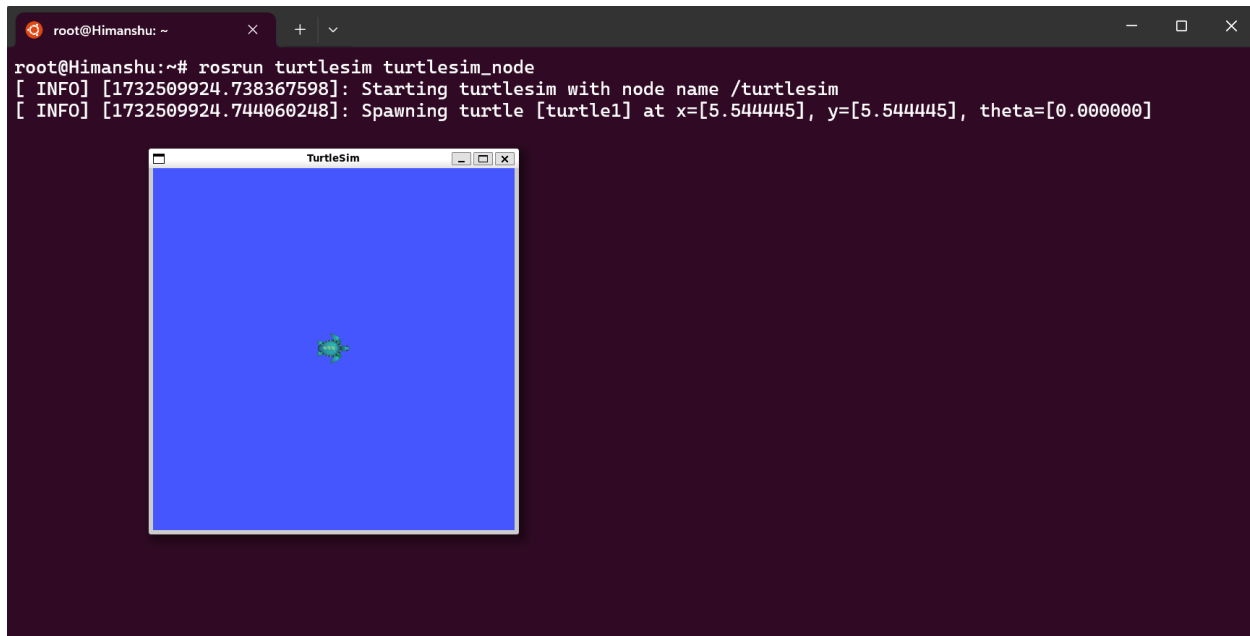 root@Himanshu: ~
root@Himanshu:~# rosrun turtlesim turtlesim_node
[ INFO] [1732509924.738367598]: Starting turtlesim with node name /turtlesim
[ INFO] [1732509924.744060248]: Spawning turtle [turtle1] at x=[5.544445], y=[5.544445], theta=[0.000000]
TurtleSim